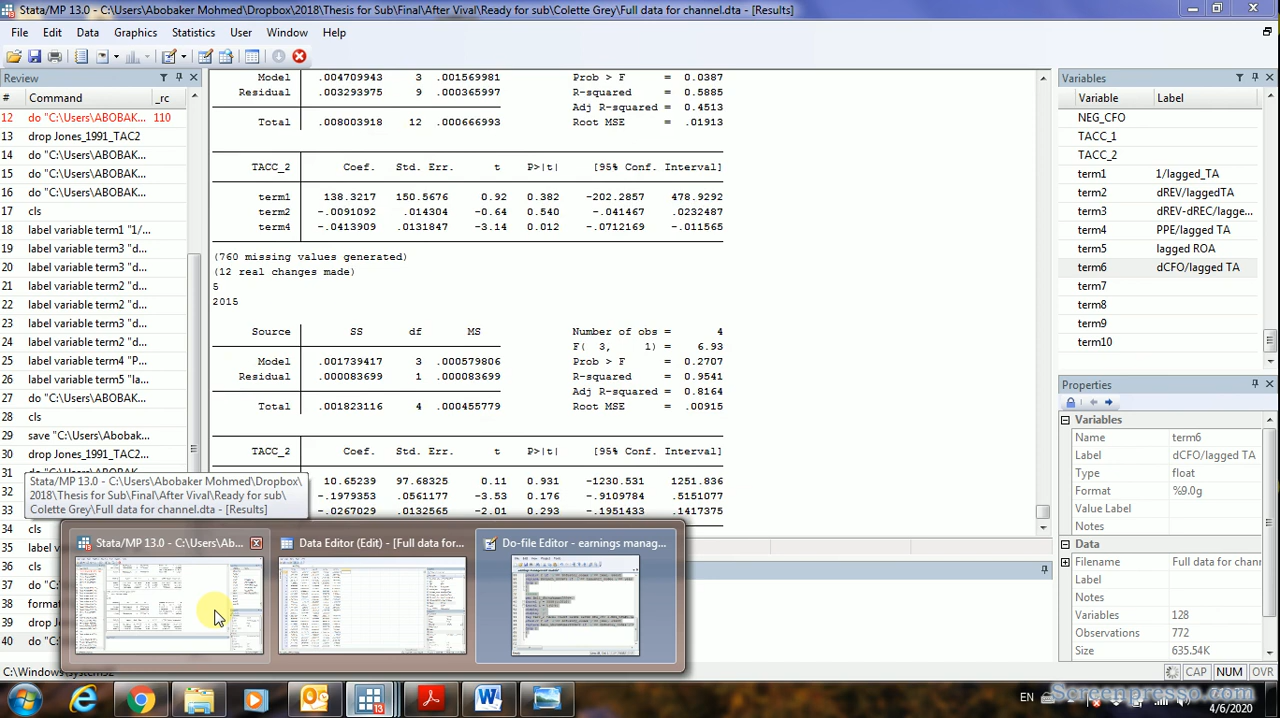 Stata/MP 13.0 - C:\Users\Abobaker Mohmed\Dropbox\2018\Thesis for Sub\Final\After Vival\Ready for sub\Colette Grey\Full data for channel.dta - [Results]
File Edit Data Graphics Statistics User Window Help
Review
# Command _rc
12 do "C:\Users\ABOBAK... 110
13 drop Jones_1991_TAC2
14 do "C:\Users\ABOBAK...
15 do "C:\Users\ABOBAK...
16 do "C:\Users\ABOBAK...
17 cls
18 label variable term1 "1/...
19 label variable term3 "d...
20 label variable term3 "d...
21 label variable term2 "d...
22 label variable term3 "d...
23 label variable term2 "d...
24 label variable term2 "d...
25 label variable term4 "P...
26 label variable term5 "la...
27 do "C:\Users\ABOBAK...
28 cls
29 save "C:\Users\Abobak...
30 drop Jones_1991_TAC2...
31
32
33
34 cls
35 label v
36 cls
37 do "C:
38 format
39 drop J
40 do "C:
Model .004709943 3 .001569981 Prob > F = 0.0387
Residual .003293975 9 .000365997 R-squared = 0.5885
Adj R-squared = 0.4513
Total .008003918 12 .000666993 Root MSE = .01913
TACC_2 Coef. Std. Err. t P>|t| [95% Conf. Interval]
term1 138.3217 150.5676 0.92 0.382 -202.2857 478.9292
term2 -.0091092 .014304 -0.64 0.540 -.041467 .0232487
term4 -.0413909 .0131847 -3.14 0.012 -.0712169 -.011565
(760 missing values generated)
(12 real changes made)
5
2015
Source SS df MS Number of obs = 4
F( 3, 1) = 6.93
Model .001739417 3 .000579806 Prob > F = 0.2707
Residual .000083699 1 .000083699 R-squared = 0.9541
Adj R-squared = 0.8164
Total .001823116 4 .000455779 Root MSE = .00915
TACC_2 Coef. Std. Err. t P>|t| [95% Conf. Interval]
10.65239 97.68325 0.11 0.931 -1230.531 1251.836
-.1979353 .0561177 -3.53 0.176 -.9109784 .5151077
-.0267029 .0132565 -2.01 0.293 -.1951433 .1417375
Stata/MP 13.0 - C:\Users\Abobaker Mohmed\Dropbox\
2018\Thesis for Sub\Final\After Vival\Ready for sub\
Colette Grey\Full data for channel.dta - [Results]
Stata/MP 13.0 - C:\Users\Ab...
Data Editor (Edit) - [Full data for...
Do-file Editor - earnings manag...
Variables
Variable Label
NEG_CFO
TACC_1
TACC_2
term1 1/lagged_TA
term2 dREV/laggedTA
term3 dREV-dREC/lagge...
term4 PPE/lagged TA
term5 lagged ROA
term6 dCFO/lagged TA
term7
term8
term9
term10
Properties
Variables
Name term6
Label dCFO/lagged TA
Type float
Format %9.0g
Value Label
Notes
Data
Filename Full data for channe
Label
Notes
Variables 128
Observations 772
Size 635.54K
C:\Windows\system32
CAP NUM OVR
13
EN
Screenpresso.com
4/6/2020